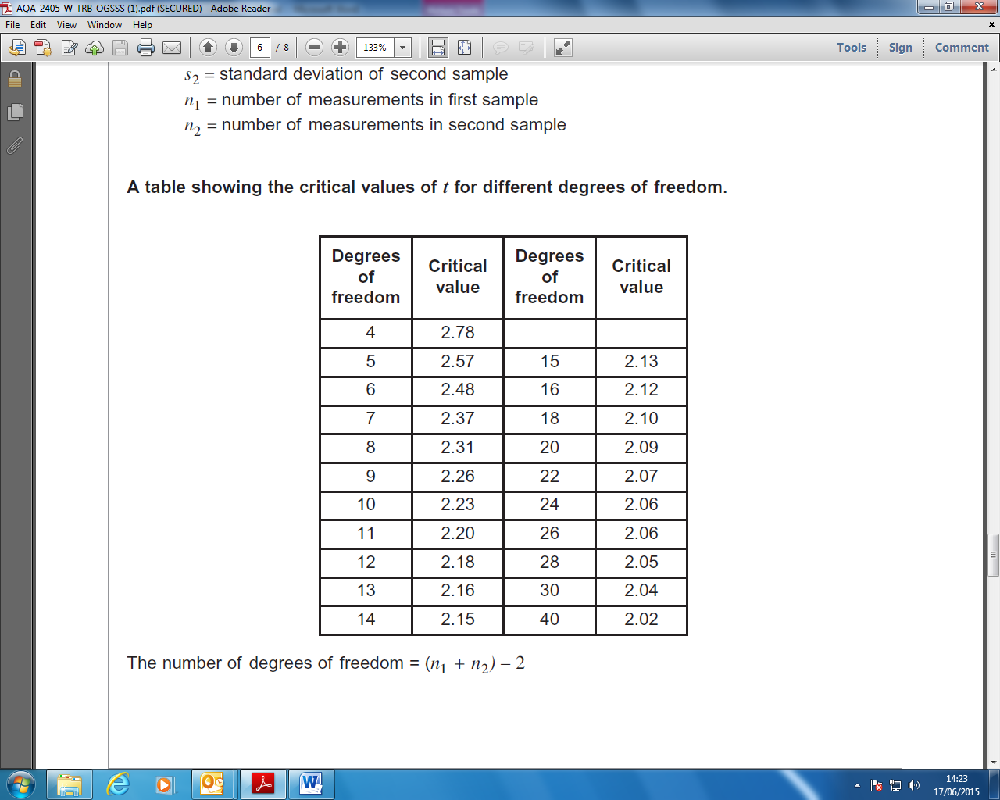 AQA-2405-W-TRB-OGSSS (1).pdf (SECURED) - Adobe Reader
File Edit View Window Help
6 / 8 133% Tools Sign Comment
s2 = standard deviation of second sample
n1 = number of measurements in first sample
n2 = number of measurements in second sample
A table showing the critical values of t for different degrees of freedom.
Degrees of freedom Critical value Degrees of freedom Critical value
4 2.78
5 2.57 15 2.13
6 2.48 16 2.12
7 2.37 18 2.10
8 2.31 20 2.09
9 2.26 22 2.07
10 2.23 24 2.06
11 2.20 26 2.06
12 2.18 28 2.05
13 2.16 30 2.04
14 2.15 40 2.02
The number of degrees of freedom = (n1 + n2) – 2
14:23
17/06/2015